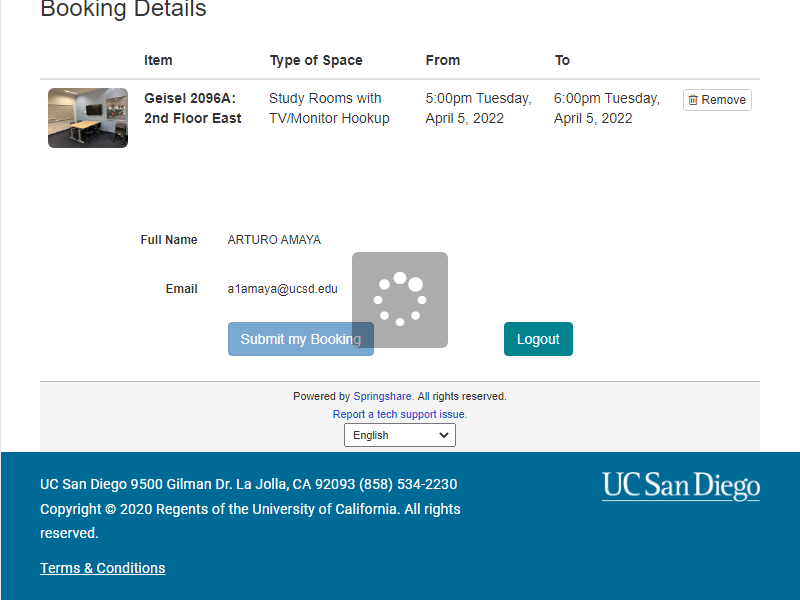 Booking Details
Item Type of Space From To
Geisel 2096A: Study Rooms with 5:00pm Tuesday, 6:00pm Tuesday, Remove
2nd Floor East TV/Monitor Hookup April 5, 2022 April 5, 2022
Full Name ARTURO AMAYA
Email a1amaya@ucsd.edu
Submit my Booking Logout
Powered by Springshare. All rights reserved.
Report a tech support issue.
English
UC San Diego 9500 Gilman Dr. La Jolla, CA 92093 (858) 534-2230
UC San Diego
Copyright © 2020 Regents of the University of California. All rights
reserved.
Terms & Conditions